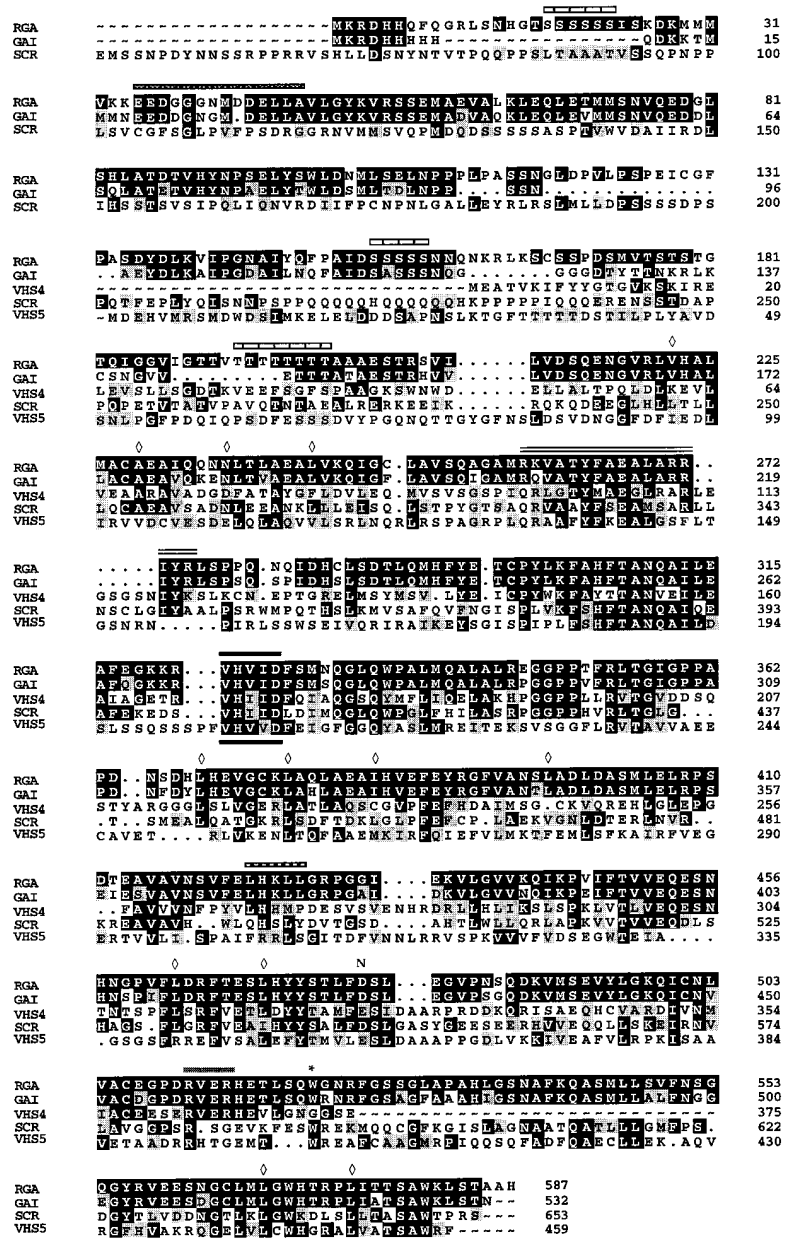 RGA ~~~~~~~~~~~~~~~~~~~MKRDHHQFQGRLSNHGTSSSSSSISKDKMMM 31
GAI ~~~~~~~~~~~~~~~~~~~MKRDHHHHH~~~~~~~~~~~~~~~~QDKKTM 15
SCR EMSSNPDYNNSSRPPRRVSHLLDSNYNTVTPQQPPSLTAAATVSSQPNPP 100
RGA VKKEEDGGGNMDDELLAVLGYKVRSSEMAEVALKLEQLETMMSNVQEDGL 81
GAI MMNEEDDGNGM.DELLAVLGYKVRSSEMADVAQKLEQLEVMMSNVQEDDL 64
SCR LSVCGFSGLPVFPSDRGGRNVMMSVQPMDQDSSSSSASPTVWVDAIIRDL 150
RGA SHLATDTVHYNPSELYSWLDNMLSELNPPPLPASSNGLDPVLPSPEICGF 131
GAI SQLATETVHYNPAELYTWLDSMLTDLNPP....SSN.............. 96
SCR IHSSTSVSIPQLIQNVRDIIFPCNPNLGALLEYRLRSLMLLDPSSSSDPS 200
RGA PASDYDLKVIPGNAIYQFPAIDSSSSSNNQNKRLKSCSSPDSMVTSTSTG 181
GAI ..AEYDLKAIPGDAILNQFAIDSASSSNQG.......GGGDTYTTNKRLK 137
VHS4 ~~~~~~~~~~~~~~~~~~~~~~~~~~~~~~MEATVKIFYYGTGVKSKIRE 20
SCR PQTFEPLYQISNNPSPPQQQQQHQQQQQQHKPPPPPIQQQERENSSTDAP 250
VHS5 ~MDEHVMRSMDWDSIMKELELDDDSAPNSLKTGFTTTTTDSTILPLYAVD 49
RGA TQIGGVIGTTVTTTTTTTTAAAESTRSVI......LVDSQENGVRLVHAL 225
GAI CSNGVV.........ETTTATAESTRHVV......LVDSQENGVRLVHAL 172
VHS4 LEVSLLSGDTKVEEFSGFSPAAGKSWNWD......ELLALTPQLDLKEVL 64
SCR PQPETVTATVPAVQTNTAEALRERKEEIK......RQKQDEEGLHLLTLL 250
VHS5 SNLPGFPDQIQPSDFESSSDVYPGQNQTTGYGFNSLDSVDNGGFDFIEDL 99
RGA MACAEAIQQNNLTLAEALVKQIGC.LAVSQAGAMRKVATYFAEALARR.. 272
GAI LACAEAVQKENLTVAEALVKQIGF.LAVSQIGAMRQVATYFAEALARR.. 219
VHS4 VEAARAVADGDFATAYGFLDVLEQ.MVSVSGSPIQRLGTYMAEGLRARLE 113
SCR LQCAEAVSADNLEEANKLLLEISQ.LSTPYGTSAQRVAAYFSEAMSARLL 343
VHS5 IRVVDCVESDELQLAQVVLSRLNQRLRSPAGRPLQRAAFYFKEALGSFLT 149
RGA .....IYRLSPPQ.NQIDHCLSDTLQMHFYE.TCPYLKFAHFTANQAILE 315
GAI .....IYRLSPSQ.SPIDHSLSDTLQMHFYE.TCPYLKFAHFTANQAILE 262
VHS4 GSGSNIYKSLKCN.EPTGRELMSYMSV.LYE.ICPYWKFAYTTANVEILE 160
SCR NSCLGIYAALPSRWMPQTHSLKMVSAFQVFNGISPLVKFSHFTANQAIQE 393
VHS5 GSNRN.....PIRLSSWSEIVQRIRAIKEYSGISPIPLFSHFTANQAILD 194
RGA AFEGKKR...VHVIDFSMNQGLQWPALMQALALREGGPPTFRLTGIGPPA 362
GAI AFQGKKR...VHVIDFSMSQGLQWPALMQALALRPGGPPVFRLTGIGPPA 309
VHS4 AIAGETR...VHIIDFQIAQGSQYMFLIQELAKHPGGPPLLRVTGVDDSQ 207
SCR AFEKEDS...VHIIDLDIMQGLQWPGLFHILASRPGGPPHVRLTGLG... 437
VHS5 SLSSQSSSSPFVHVVDFEIGFGGQYASLMREITEKSVSGGFLRVTAVVAEE 244
RGA PD..NSDHLHEVGCKLAQLAEAIHVEFEYRGFVANSLADLDASMLELRPS 410
GAI PD..NFDYLHEVGCKLAHLAEAIHVEFEYRGFVANTLADLDASMLELRPS 357
VHS4 STYARGGGLSLVGERLATLAQSCGVPFEFHDAIMSG.CKVQREHLGLEPG 256
SCR ..TSMEALQATGKRLSDFTDKLGLPFEFCP.LAEKVGNLDTERLNVR.. 481
VHS5 CAVET....RLVKENLTQFAAEMKIRFQIEFVLMKTFEMLSFKAIRFVEG 290
RGA DTEAVAVNSVFELHKLLGRPGGI....EKVLGVVKQIKPVIFTVVEQESN 456
GAI EIESVAVNSVFELHKLLGRPGAI....DKVLGVVNQIKPEIFTVVEQESN 403
VHS4 ..FAVVVNFPYVLHHMPDESVSVENHRDRLLHLIKSLSPKLVTLVEQESN 304
SCR KREAVAVH..WLQHSLYDVTGSD....AHTLWLLQRLAPKVVTVVEQDLS 525
VHS5 ERTVVLI.SPAIFRRLSGITDFVNNLRRVSPKVVVFVDSEGWTEIA.... 335
N
RGA HNGPVFLDRFTESLHYYSTLFDSL...EGVPNSQDKVMSEVYLGKQICNL 503
GAI HNSPIFLDRFTESLHYYSTLFDSL...EGVPSGQDKVMSEVYLGKQICNV 450
VHS4 TNTSPFLSRFVETLDYYTAMFESIDAARPRDDKQRISAEQHCVARDIVNM 354
SCR HAGS.FLGRFVEAIHYYSALFDSLGASYGEESEERHVVEQQLLSKEIRNV 574
VHS5 .GSGSFRREFVSALEFYTMVLESLDAAAPPGDLVKKIVEAFVLRPKISAA 384
*
RGA VACEGPDRVERHETLSQWGNRFGSSGLAPAHLGSNAFKQASMLLSVFNSG 553
GAI VACDGPDRVERHETLSQWRNRFGSAGFAAAHIGSNAFKQASMLLALFNGG 500
VHS4 IACEESERVERHEVLGNGGSE~~~~~~~~~~~~~~~~~~~~~~~~~~~~~ 375
SCR LAVGGPSR.SGEVKFESWREKMQQCGFKGISLAGNAATQATLLLGMFPS. 622
VHS5 VETAADRRHTGEMT...WREAFCAAGMRPIQQSQFADFQAECLLEK.AQV 430
RGA QGYRVEESNGCLMLGWHTRPLITTSAWKLSTAAH 587
GAI EGYRVEESDGCLMLGWHTRPLIATSAWKLSTN~~ 532
SCR DGYTLVDDNGTLKLGWKDLSLLTASAWTPRS~~~ 653
VHS5 RGFHVAKRQGELVLCWHGRALVATSAWRF~~~~~ 459